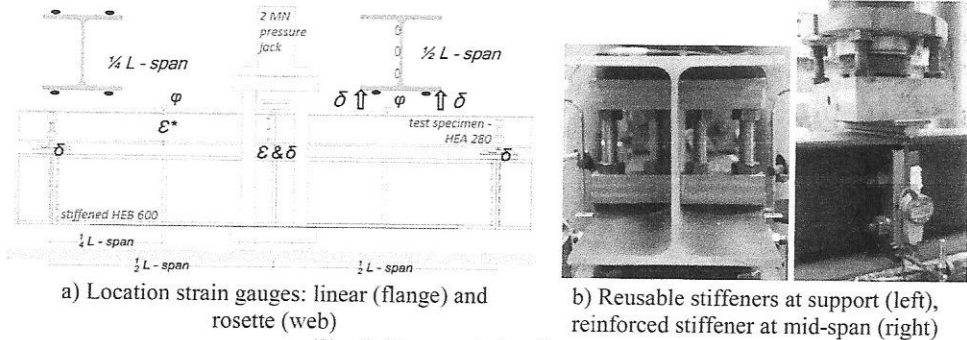 2 MN
pressure
jack
¼ L - span
½ L - span
δ φ δ
φ
ε*
test specimen -
HEA 280
δ
ε & δ
δ
stiffened HEB 600
¼ L - span
½ L - span
½ L - span
a) Location strain gauges: linear (flange) and
rosette (web)
b) Reusable stiffeners at support (left),
reinforced stiffener at mid-span (right)